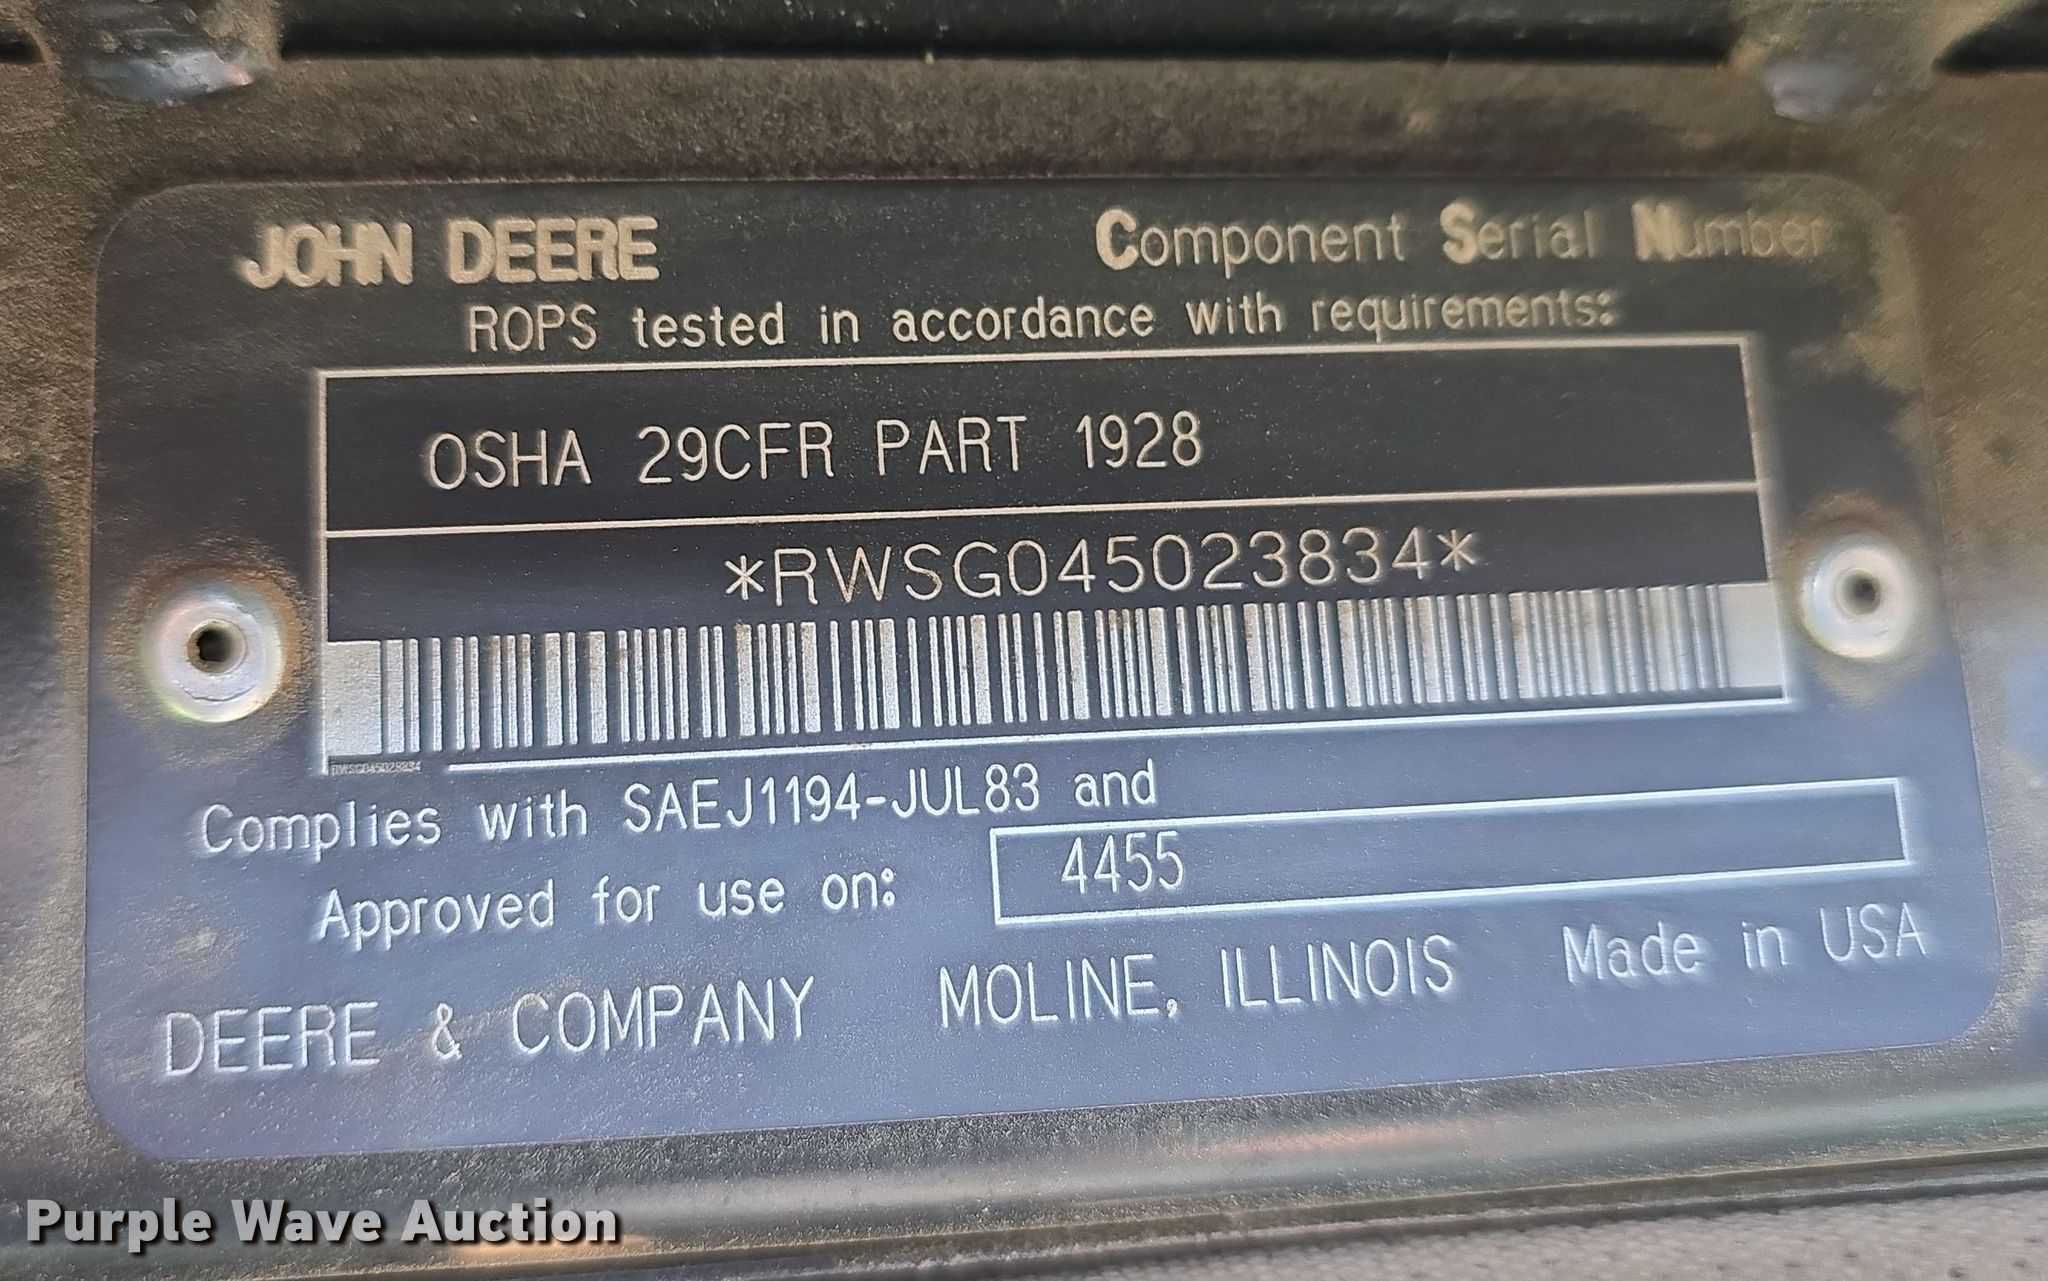 JOHN DEERE Component Serial Number
ROPS tested in accordance with requirements:
OSHA 29CFR PART 1928
*RWSG045023834*
RWSG045023834
Complies with SAEJ1194-JUL83 and
Approved for use on: 4455
DEERE & COMPANY MOLINE, ILLINOIS Made in USA
Purple Wave Auction